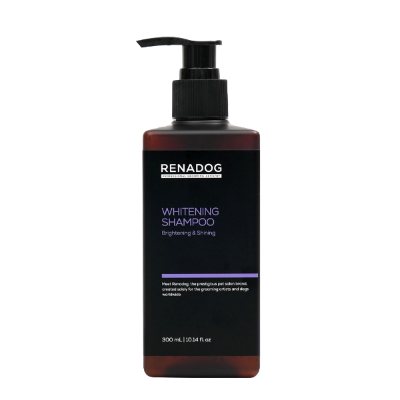 RENADOG
WHITENING
SHAMPOO
Brightening & Shining
Meet Renadog, the prestigious pet salon brand,
created solely for the grooming artists and dogs
worldwide.
300 mL | 10.14 fl oz